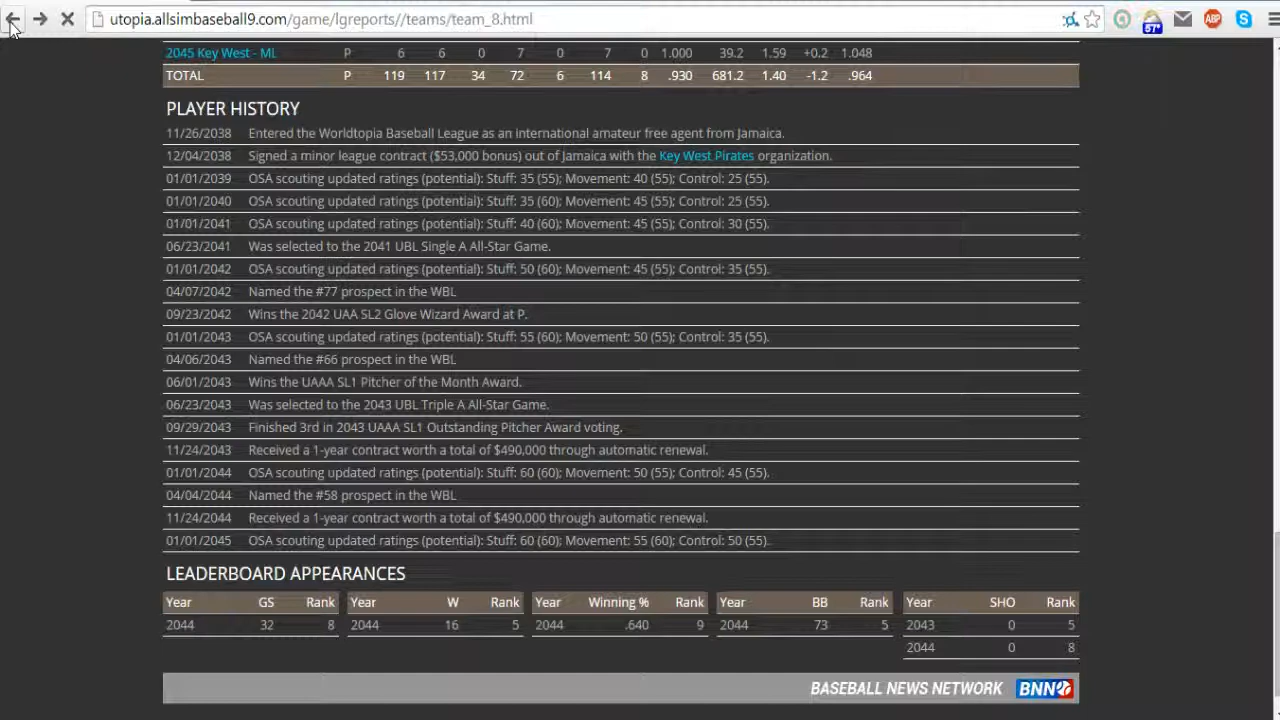 utopia.allsimbaseball9.com/game/lgreports//teams/team_8.html
57°
ABP
2045 Key West - ML P 6 6 0 7 0 7 0 1.000 39.2 1.59 +0.2 1.048
TOTAL P 119 117 34 72 6 114 8 .930 681.2 1.40 -1.2 .964
PLAYER HISTORY
11/26/2038 Entered the Worldtopia Baseball League as an international amateur free agent from Jamaica.
12/04/2038 Signed a minor league contract ($53,000 bonus) out of Jamaica with the Key West Pirates organization.
01/01/2039 OSA scouting updated ratings (potential): Stuff: 35 (55); Movement: 40 (55); Control: 25 (55).
01/01/2040 OSA scouting updated ratings (potential): Stuff: 35 (60); Movement: 45 (55); Control: 25 (55).
01/01/2041 OSA scouting updated ratings (potential): Stuff: 40 (60); Movement: 45 (55); Control: 30 (55).
06/23/2041 Was selected to the 2041 UBL Single A All-Star Game.
01/01/2042 OSA scouting updated ratings (potential): Stuff: 50 (60); Movement: 45 (55); Control: 35 (55).
04/07/2042 Named the #77 prospect in the WBL
09/23/2042 Wins the 2042 UAA SL2 Glove Wizard Award at P.
01/01/2043 OSA scouting updated ratings (potential): Stuff: 55 (60); Movement: 50 (55); Control: 35 (55).
04/06/2043 Named the #66 prospect in the WBL
06/01/2043 Wins the UAAA SL1 Pitcher of the Month Award.
06/23/2043 Was selected to the 2043 UBL Triple A All-Star Game.
09/29/2043 Finished 3rd in 2043 UAAA SL1 Outstanding Pitcher Award voting.
11/24/2043 Received a 1-year contract worth a total of $490,000 through automatic renewal.
01/01/2044 OSA scouting updated ratings (potential): Stuff: 60 (60); Movement: 50 (55); Control: 45 (55).
04/04/2044 Named the #58 prospect in the WBL
11/24/2044 Received a 1-year contract worth a total of $490,000 through automatic renewal.
01/01/2045 OSA scouting updated ratings (potential): Stuff: 60 (60); Movement: 55 (60); Control: 50 (55).
LEADERBOARD APPEARANCES
Year GS Rank Year W Rank Year Winning % Rank Year BB Rank Year SHO Rank
2044 32 8 2044 16 5 2044 .640 9 2044 73 5 2043 0 5
2044 0 8
BASEBALL NEWS NETWORK BNN